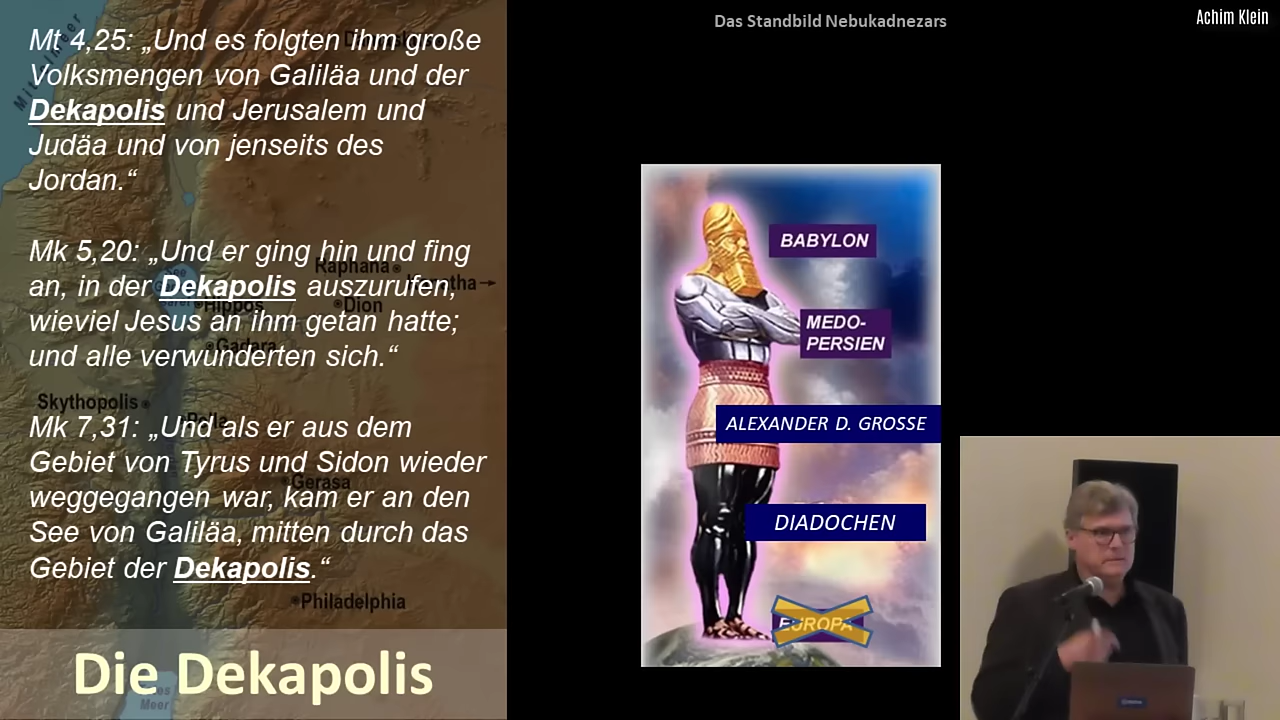 Mt 4,25: „Und es folgten ihm große
Volksmengen von Galiläa und der
Dekapolis und Jerusalem und
Judäa und von jenseits des
Jordan.“
Mk 5,20: „Und er ging hin und fing
an, in der Dekapolis auszurufen,
wieviel Jesus an ihm getan hatte;
und alle verwunderten sich.“
Mk 7,31: „Und als er aus dem
Gebiet von Tyrus und Sidon wieder
weggegangen war, kam er an den
See von Galiläa, mitten durch das
Gebiet der Dekapolis.“
Raphana
Hippos
Dion
Gadara
Skythopolis
Pella
Gerasa
Philadelphia
Meer
Die Dekapolis
Das Standbild Nebukadnezars
BABYLON
MEDO-
PERSIEN
ALEXANDER D. GROSSE
DIADOCHEN
EUROPA
Achim Klein